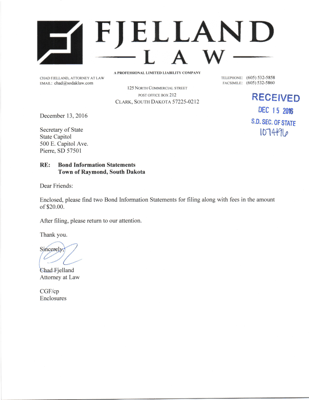 FJELLAND
LAW
A PROFESSIONAL LIMITED LIABILITY COMPANY
CHAD FJELLAND, ATTORNEY AT LAW
EMAIL: chad@sodaklaw.com
TELEPHONE: (605) 532-5858
FACSIMILE: (605) 532-5860
125 NORTH COMMERCIAL STREET
POST OFFICE BOX 212
CLARK, SOUTH DAKOTA 57225-0212
RECEIVED
DEC 15 2016
S.D. SEC. OF STATE
December 13, 2016
Secretary of State
State Capitol
500 E. Capitol Ave.
Pierre, SD 57501
RE: Bond Information Statements
Town of Raymond, South Dakota
Dear Friends:
Enclosed, please find two Bond Information Statements for filing along with fees in the amount
of $20.00.
After filing, please return to our attention.
Thank you.
Sincerely,
Chad Fjelland
Attorney at Law
CGF/cp
Enclosures